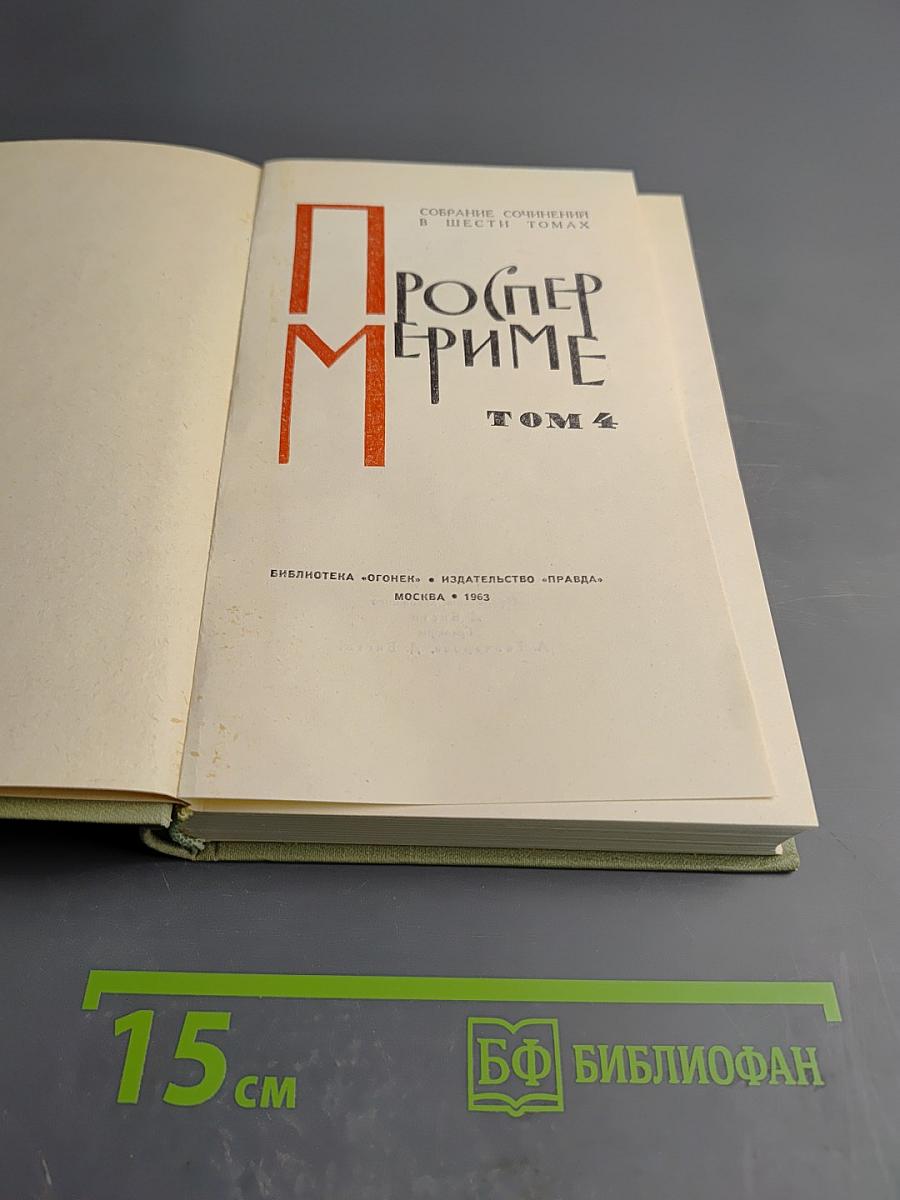 СОБРАНИЕ СОЧИНЕНИЙ
В ШЕСТИ ТОМАХ
ПРОСПЕР
МЕРИМЕ
ТОМ 4
БИБЛИОТЕКА «ОГОНЕК» • ИЗДАТЕЛЬСТВО «ПРАВДА»
МОСКВА • 1963
15 см
БФ БИБЛИОФАН